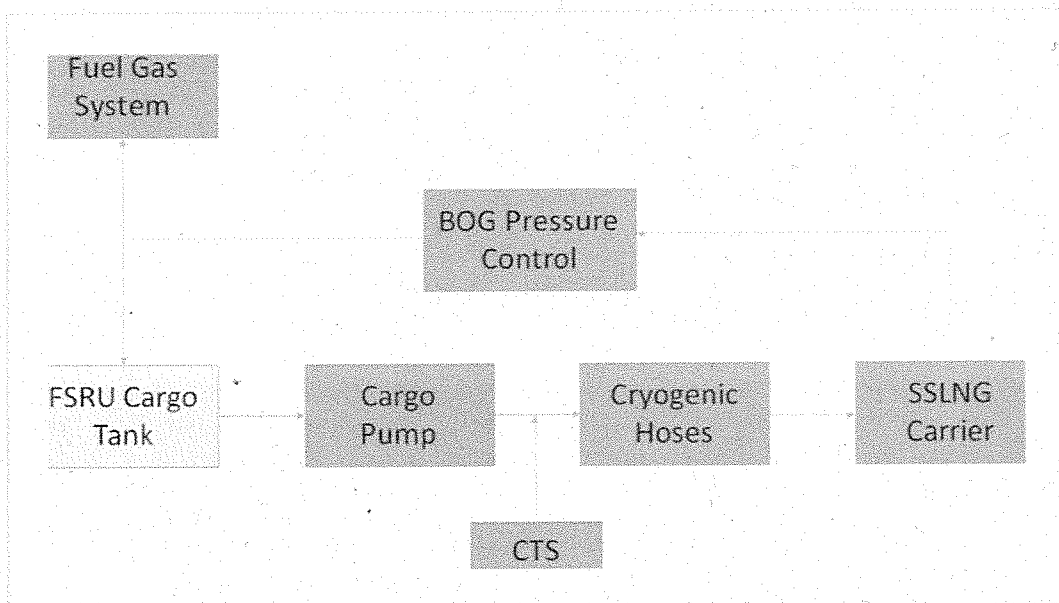 Fuel Gas
System
BOG Pressure
Control
FSRU Cargo
Tank
Cargo
Pump
Cryogenic
Hoses
SSLNG
Carrier
CTS